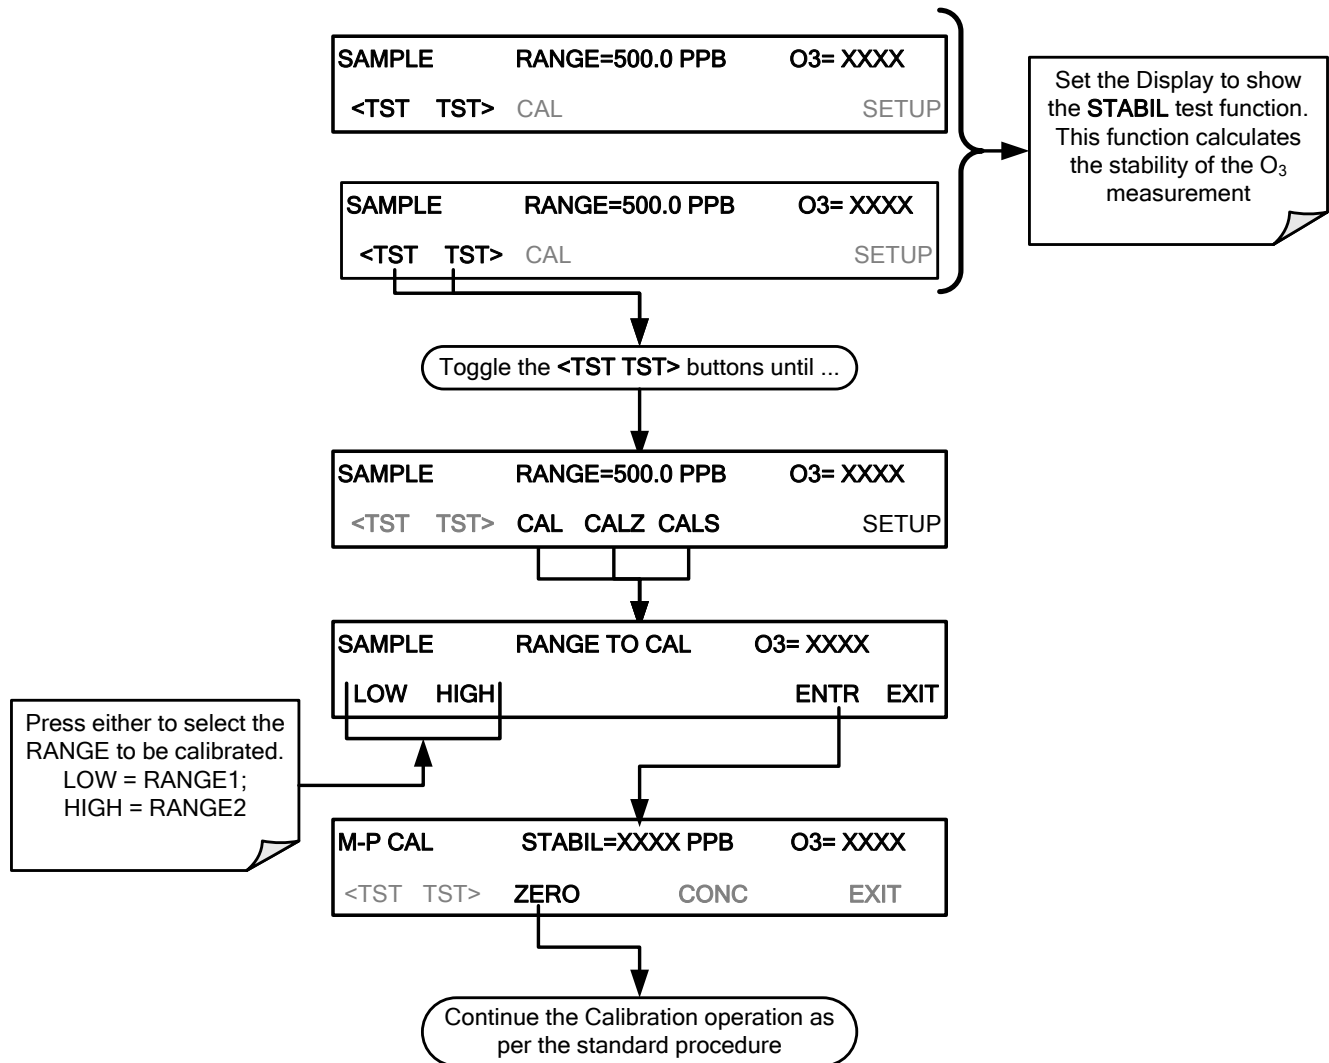 SAMPLE RANGE=500.0 PPB O3= XXXX
<TST TST> CAL SETUP
Set the Display to show
the STABIL test function.
This function calculates
the stability of the O3
measurement
SAMPLE RANGE=500.0 PPB O3= XXXX
<TST TST> CAL SETUP
Toggle the <TST TST> buttons until ...
SAMPLE RANGE=500.0 PPB O3= XXXX
<TST TST> CAL CALZ CALS SETUP
SAMPLE RANGE TO CAL O3= XXXX
LOW HIGH ENTR EXIT
Press either to select the
RANGE to be calibrated.
LOW = RANGE1;
HIGH = RANGE2
M-P CAL STABIL=XXXX PPB O3= XXXX
<TST TST> ZERO CONC EXIT
Continue the Calibration operation as
per the standard procedure